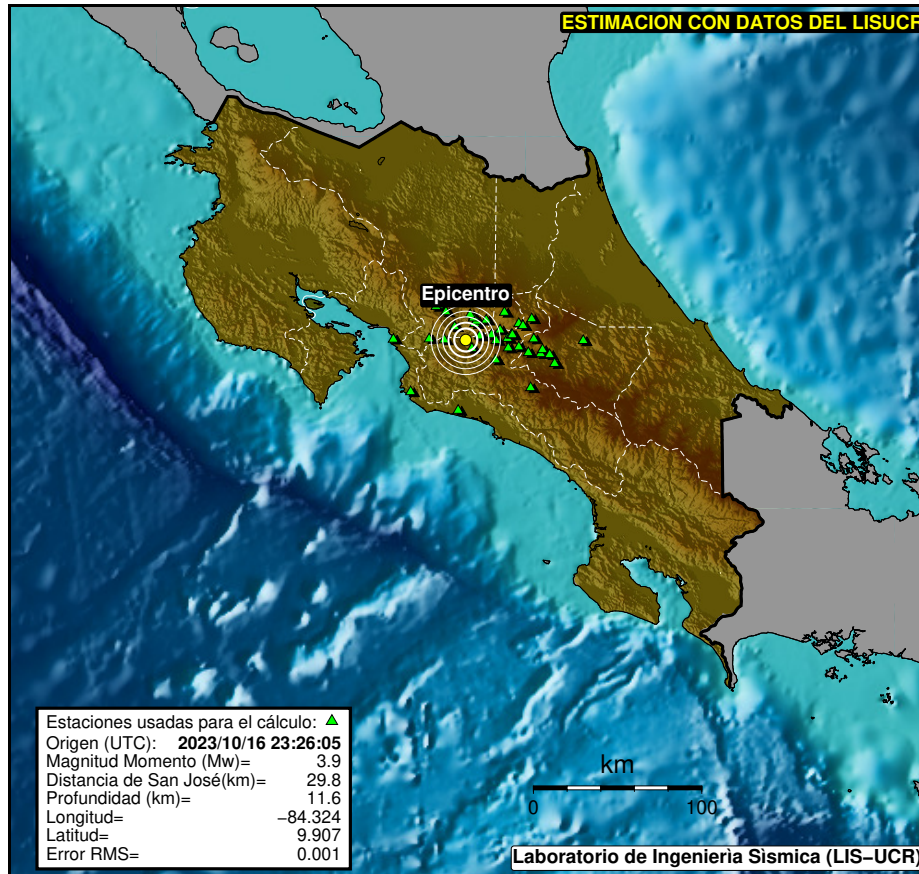 ESTIMACION CON DATOS DEL LISUCR
Epicentro
Estaciones usadas para el cálculo:
Origen (UTC): 2023/10/16 23:26:05
Magnitud Momento (Mw)= 3.9
Distancia de San José(km)= 29.8
Profundidad (km)= 11.6
Longitud= −84.324
Latitud= 9.907
Error RMS= 0.001
km
0 100
Laboratorio de Ingenierìa Sìsmica (LIS−UCR)